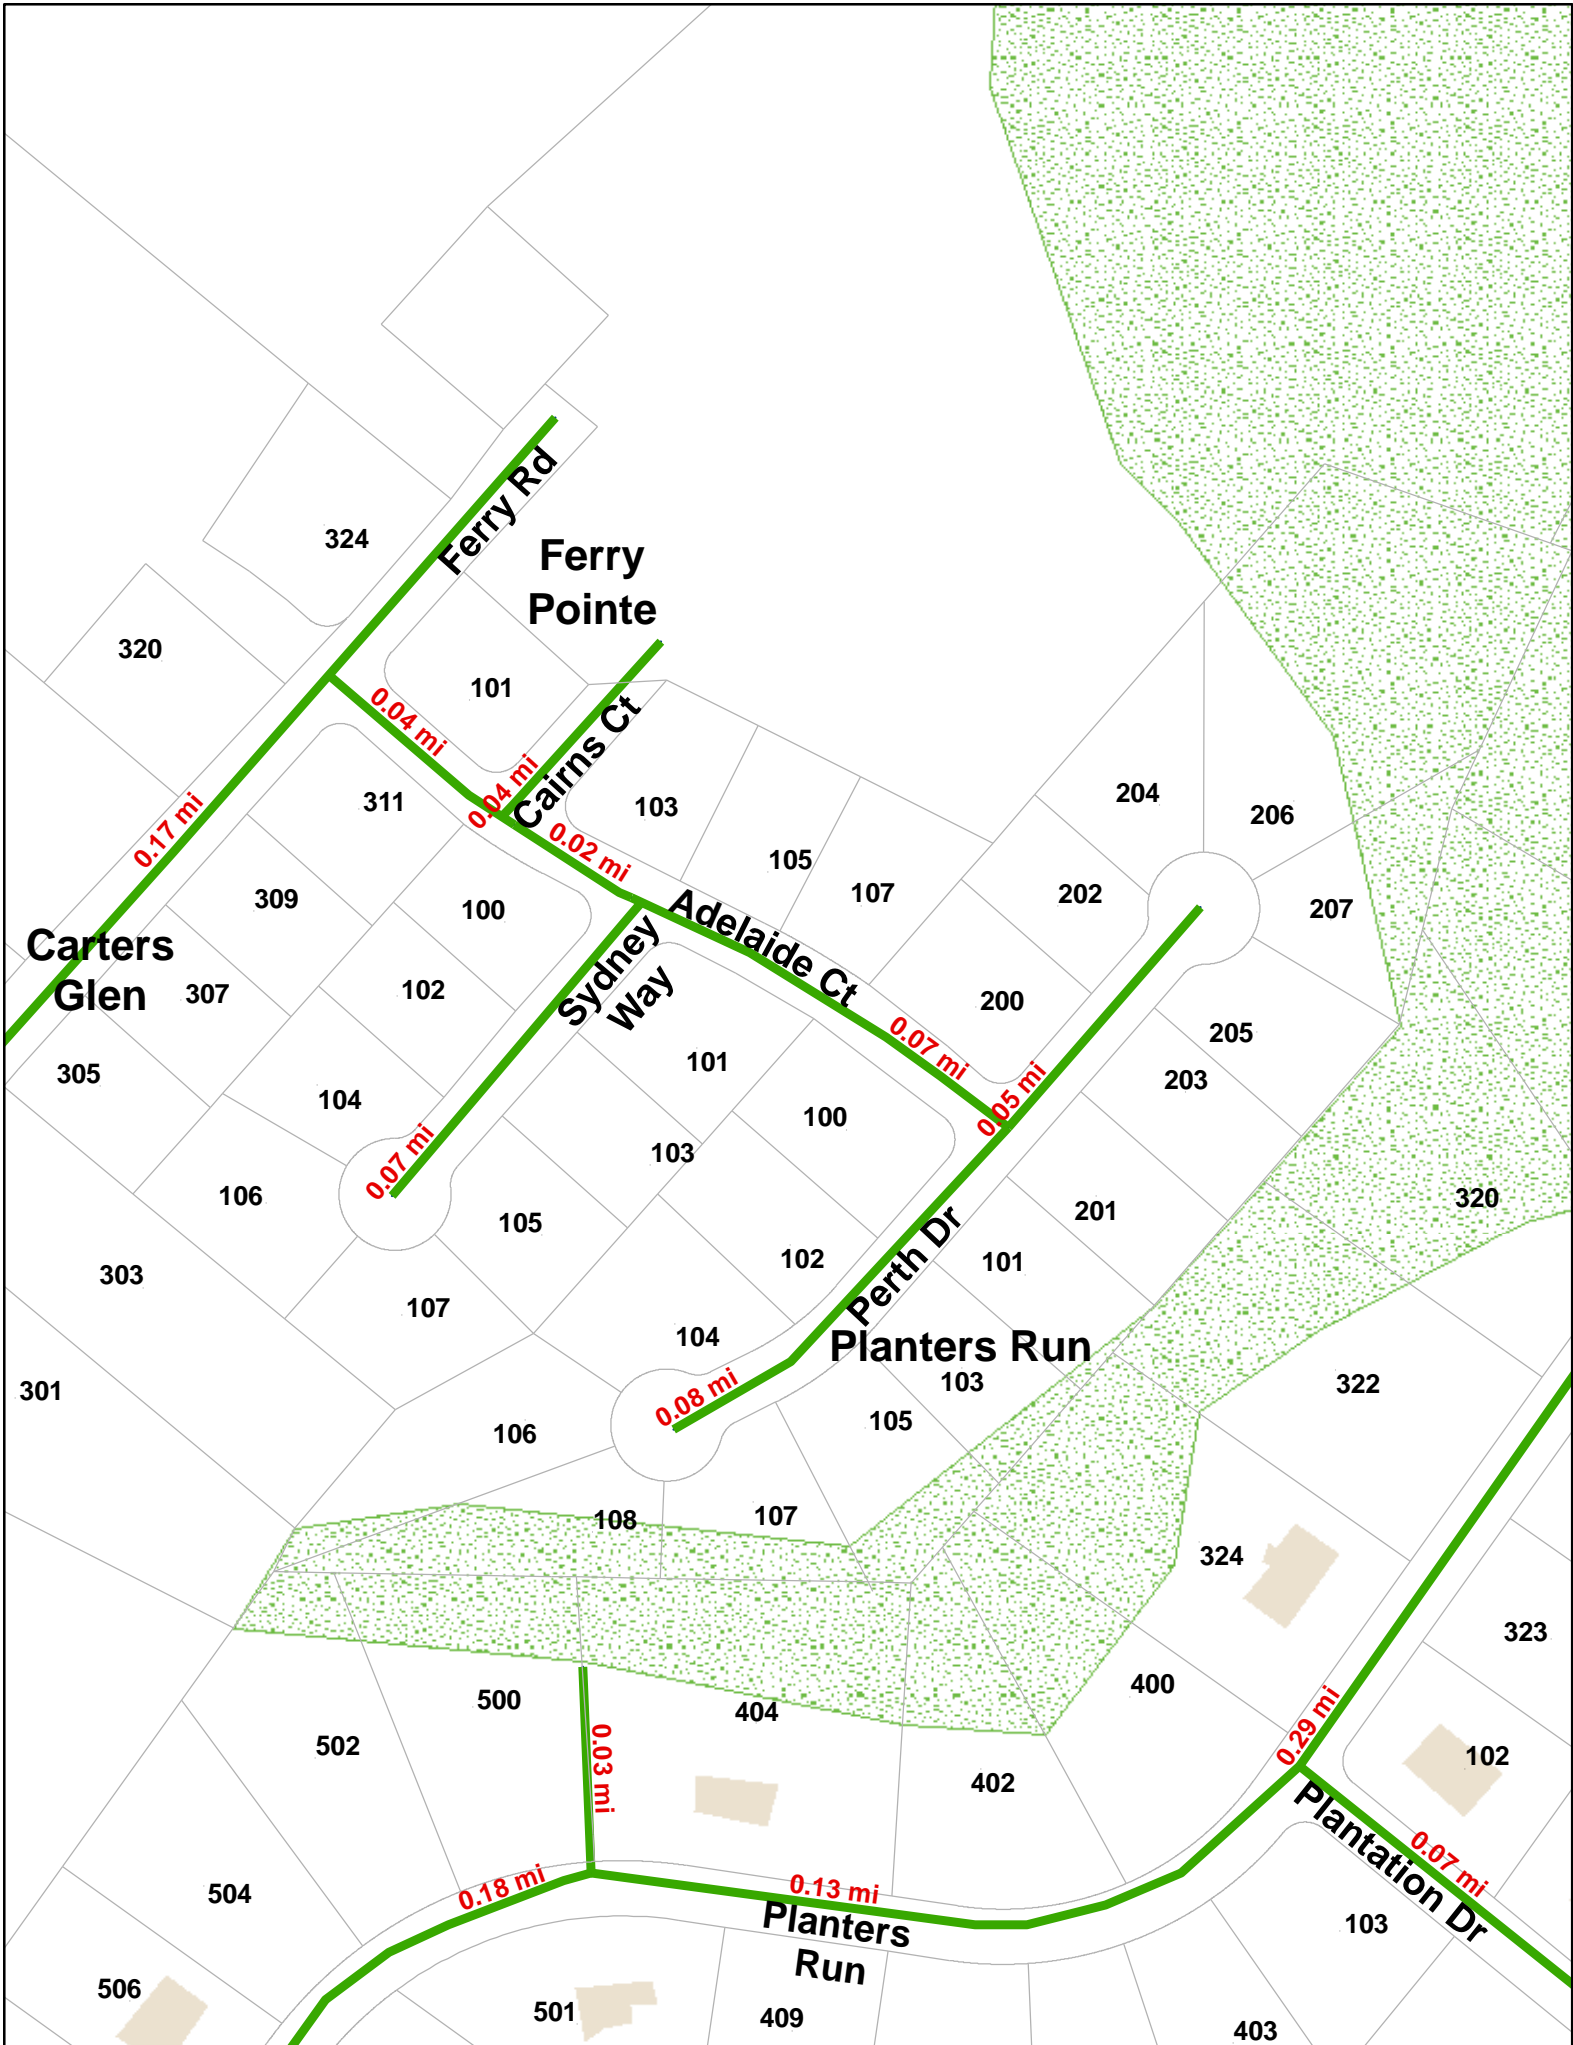 Ferry Rd
324
Ferry
Pointe
320
101
0.04 mi
0.04 mi
Cairns Ct
0.17 mi
311
103
204
206
0.02 mi
105
107
202
207
309
100
Adelaide Ct
Carters
Glen
307
102
Sydney
Way
200
0.07 mi
205
305
101
203
104
100
0.05 mi
0.07 mi
103
106
105
201
320
Perth Dr
102
101
303
107
104
Planters Run
301
0.08 mi
103
322
106
105
108
107
324
323
500
404
400
502
0.03 mi
402
0.29 mi
102
Plantation Dr
0.07 mi
504
0.18 mi
0.13 mi
Planters
Run
103
506
501
409
403